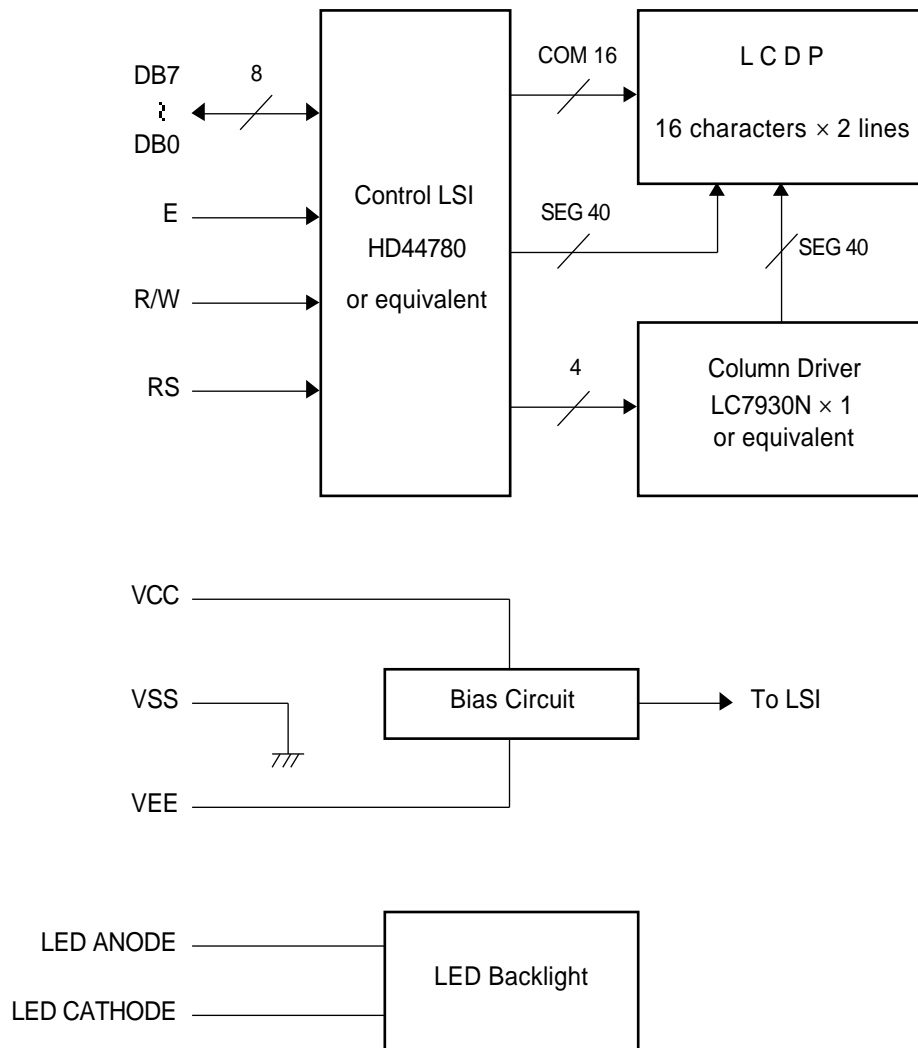 DB7
~
DB0
8
E
R/W
RS
Control LSI
HD44780
or equivalent
COM 16
SEG 40
4
L C D P
16 characters × 2 lines
SEG 40
Column Driver
LC7930N × 1
or equivalent
VCC
VSS
VEE
Bias Circuit
To LSI
LED ANODE
LED CATHODE
LED Backlight